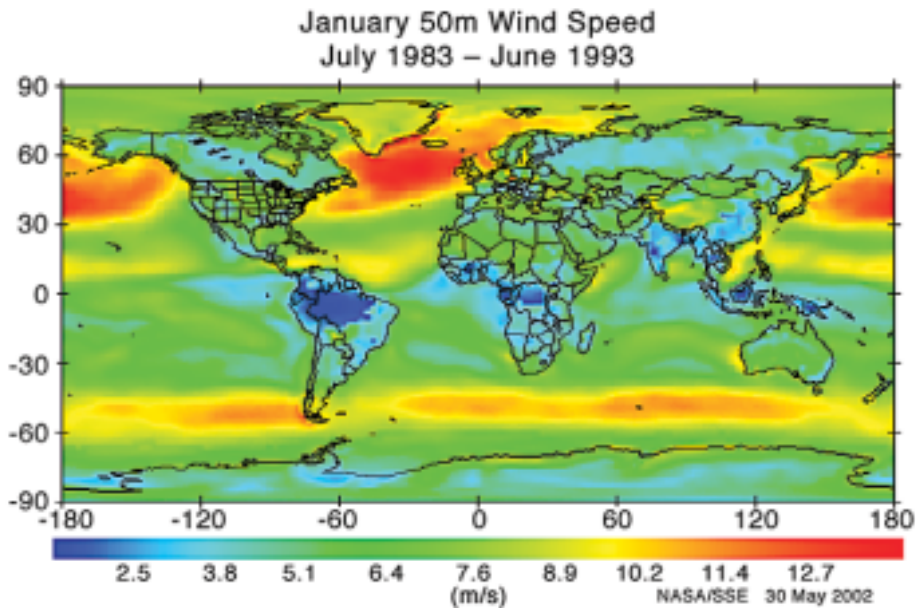 January 50m Wind Speed
July 1983 – June 1993
90
60
30
0
-30
-60
-90
-180 -120 -60 0 60 120 180
2.5 3.8 5.1 6.4 7.6 8.9 10.2 11.4 12.7
(m/s) NASA/SSE 30 May 2002